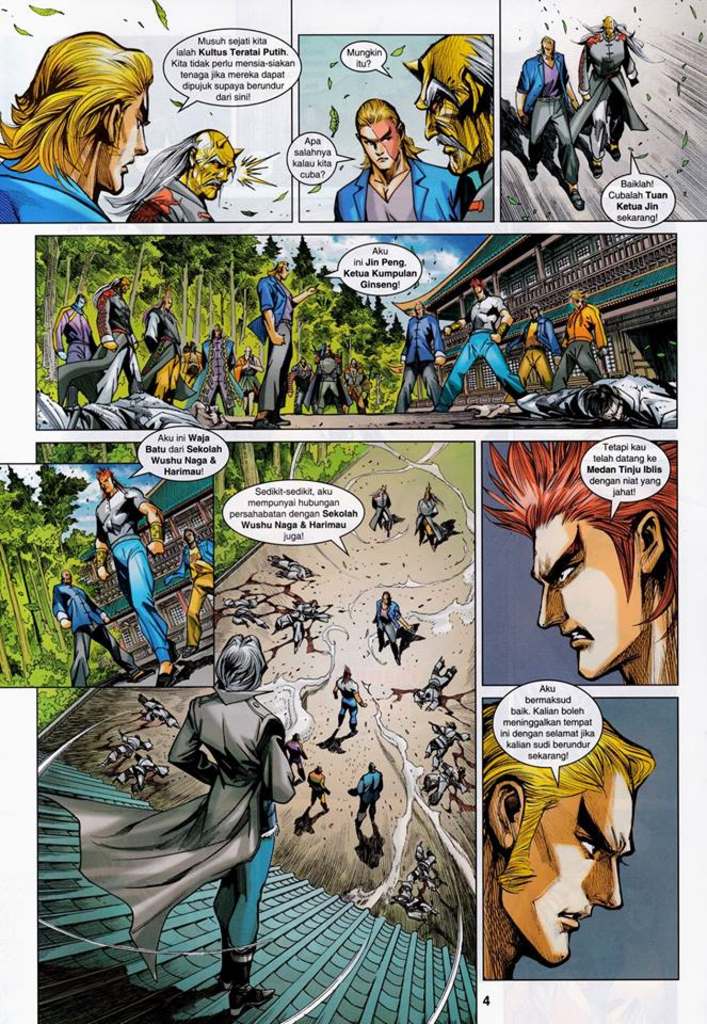 Musuh sejati kita
ialah Kultus Teratai Putih.
Kita tidak perlu mensia-siakan
tenaga jika mereka dapat
dipujuk supaya berundur
dari sini!
Mungkin
itu?
Apa
salahnya
kalau kita
cuba?
Baiklah!
Cubalah Tuan
Ketua Jin
sekarang!
Aku
ini Jin Peng,
Ketua Kumpulan
Ginseng!
Aku ini Waja
Batu dari Sekolah
Wushu Naga &
Harimau!
Sedikit-sedikit, aku
mempunyai hubungan
persahabatan dengan Sekolah
Wushu Naga & Harimau
juga!
Tetapi kau
telah datang ke
Medan Tinju Iblis
dengan niat yang
jahat!
Aku
bermaksud
baik. Kalian boleh
meninggalkan tempat
ini dengan selamat jika
kalian sudi berundur
sekarang!
4